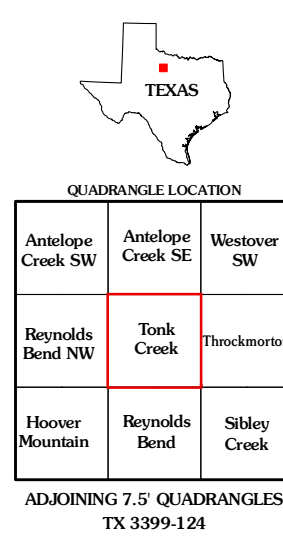 TEXAS
QUADRANGLE LOCATION
Antelope
Creek SW
Antelope
Creek SE
Westover
SW
Reynolds
Bend NW
Tonk
Creek
Throckmorton
Hoover
Mountain
Reynolds
Bend
Sibley
Creek
ADJOINING 7.5' QUADRANGLES
TX 3399-124